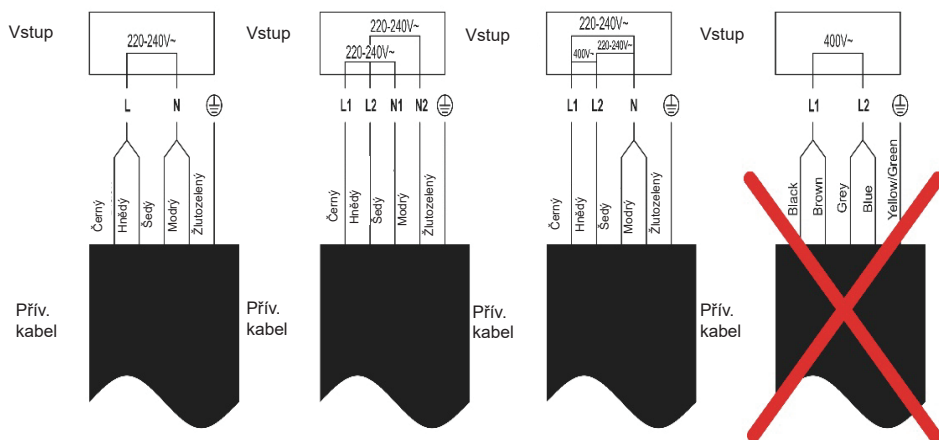 Vstup
220-240V~
L N
Černý
Hnědý
Šedý
Modrý
Žlutozelený
Přív.
kabel
Vstup
220-240V~
220-240V~
L1 L2 N1 N2
Černý
Hnědý
Šedý
Modrý
Žlutozelený
Přív.
kabel
Vstup
220-240V~
400V~ 220-240V~
L1 L2 N
Černý
Hnědý
Šedý
Modrý
Žlutozelený
Přív.
kabel
Vstup
400V~
L1 L2
Black
Brown
Grey
Blue
Yellow/Green
Přív.
kabel